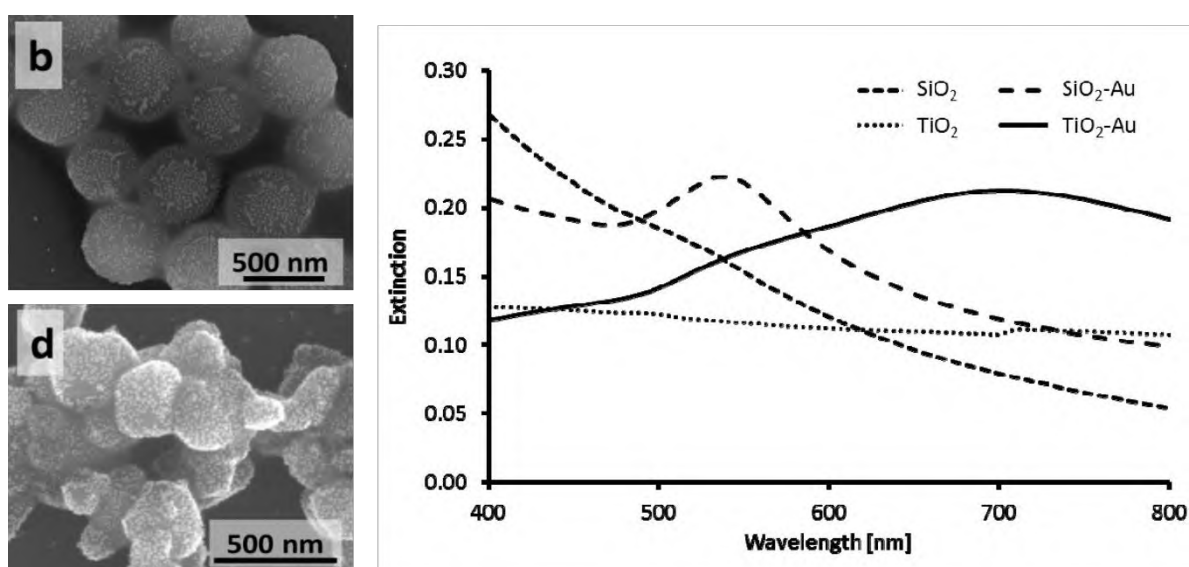 b
500 nm
d
500 nm
0.30
0.25
0.20
0.15
0.10
0.05
0.00
Extinction
SiO₂ SiO₂-Au
TiO₂ TiO₂-Au
400 500 600 700 800
Wavelength [nm]